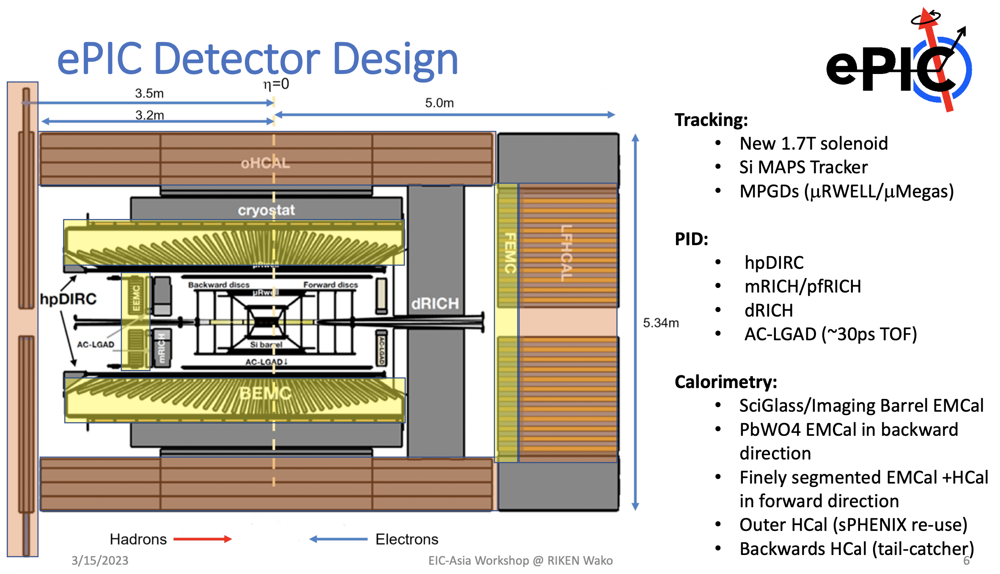 ePIC Detector Design
ePIC
η=0
3.5m
3.2m
5.0m
oHCAL
cryostat
µRwell
Backward discs
Forward discs
µRwell
EEMC
hpDIRC
dRICH
FEMC
LFHCAL
5.34m
AC-LGAD
mRICH
Si barrel
AC-LGAD
AC-LGAD↓
BEMC
Hadrons
Electrons
Tracking:
• New 1.7T solenoid
• Si MAPS Tracker
• MPGDs (µRWELL/µMegas)
PID:
• hpDIRC
• mRICH/pfRICH
• dRICH
• AC-LGAD (~30ps TOF)
Calorimetry:
• SciGlass/Imaging Barrel EMCal
• PbWO4 EMCal in backward
direction
• Finely segmented EMCal +HCal
in forward direction
• Outer HCal (sPHENIX re-use)
• Backwards HCal (tail-catcher)
3/15/2023
EIC-Asia Workshop @ RIKEN Wako
6